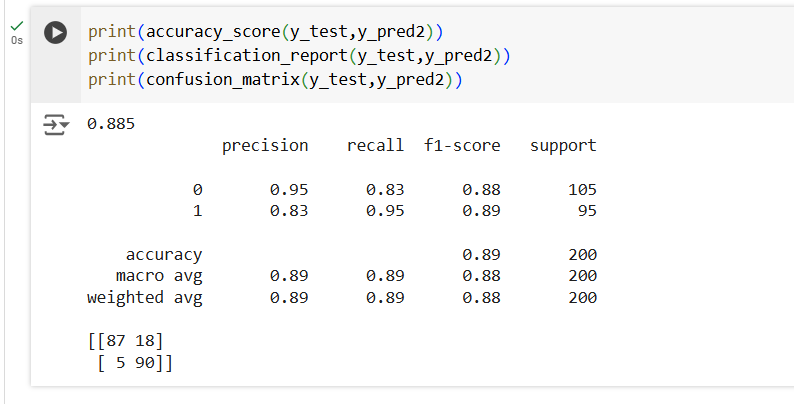 print(accuracy_score(y_test,y_pred2))
0s
print(classification_report(y_test,y_pred2))
print(confusion_matrix(y_test,y_pred2))
0.885
              precision    recall  f1-score   support

           0       0.95      0.83      0.88       105
           1       0.83      0.95      0.89        95

    accuracy                           0.89       200
   macro avg       0.89      0.89      0.88       200
weighted avg       0.89      0.89      0.88       200

[[87 18]
 [ 5 90]]